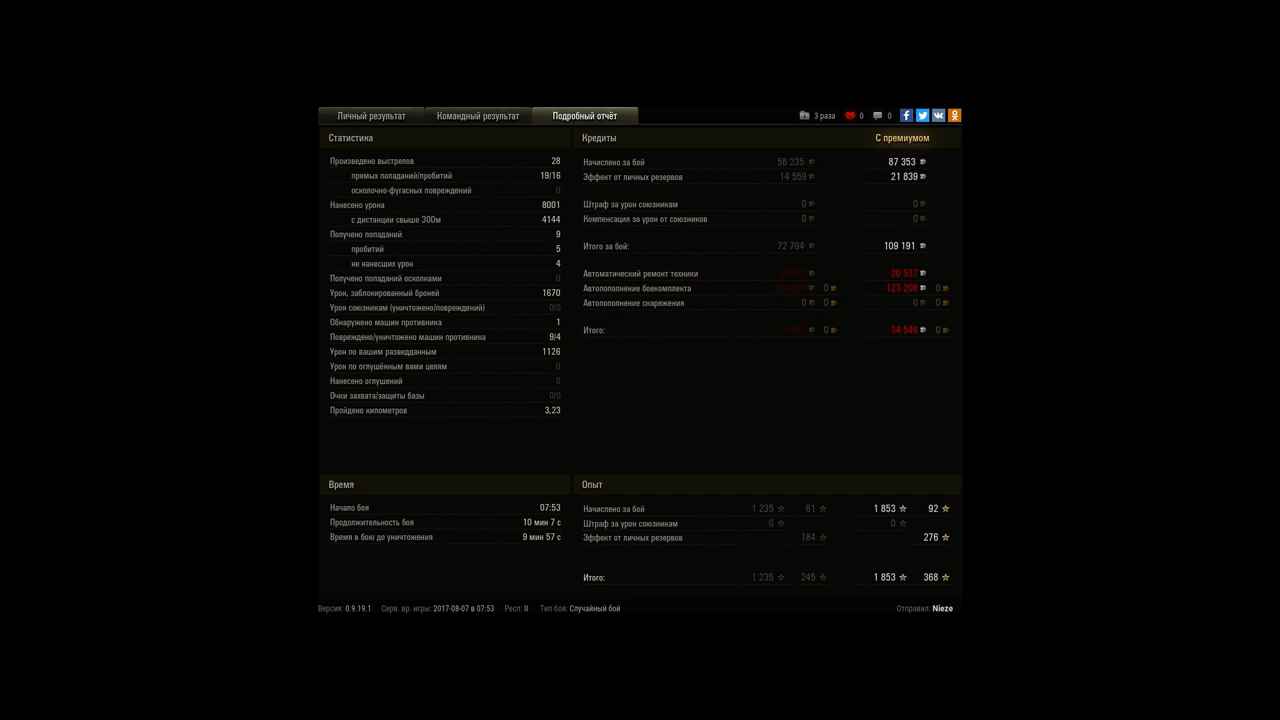 Личный результат Командный результат Подробный отчёт 3 раза 0 0
Статистика
Произведено выстрелов 28
прямых попаданий/пробитий 19/16
осколочно-фугасных повреждений 0
Нанесено урона 8001
с дистанции свыше 300м 4144
Получено попаданий 9
пробитий 5
не нанесших урон 4
Получено попаданий осколками 0
Урон, заблокированный броней 1670
Урон союзникам (уничтожено/повреждений) 0/0
Обнаружено машин противника 1
Повреждено/уничтожено машин противника 9/4
Урон по вашим разведданным 1126
Урон по оглушённым вами целям 0
Нанесено оглушений 0
Очки захвата/защиты базы 0/0
Пройдено километров 3,23
Кредиты С премиумом
Начислено за бой 58 235 87 353
Эффект от личных резервов 14 559 21 839
Штраф за урон союзникам 0 0
Компенсация за урон от союзников 0 0
Итого за бой: 72 794 109 191
Автоматический ремонт техники -20 537
Автопополнение боекомплекта 0 -123 200 0
Автопополнение снаряжения 0 0 0 0
Итого: 0 -34 546 0
Время
Начало боя 07:53
Продолжительность боя 10 мин 7 с
Время в бою до уничтожения 9 мин 57 с
Опыт
Начислено за бой 1 235 61 1 853 92
Штраф за урон союзникам 0 0
Эффект от личных резервов 184 276
Итого: 1 235 245 1 853 368
Версия: 0.9.19.1 Серв. вр. игры: 2017-08-07 в 07:53 Респ: II Тип боя: Случайный бой Отправил: Nieze